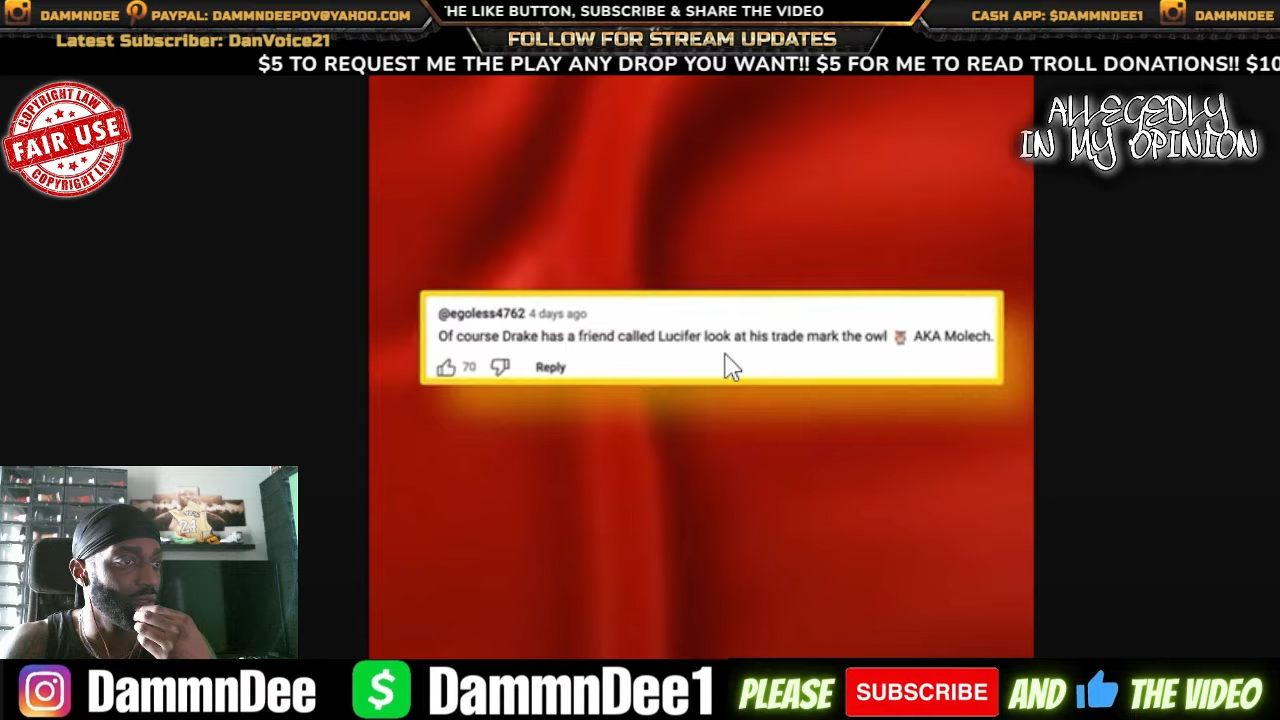 DAMMNDEE PAYPAL: DAMMNDEEPOV@YAHOO.COM
'HE LIKE BUTTON, SUBSCRIBE & SHARE THE VIDEO
CASH APP: $DAMMNDEE1 DAMMNDEE
Latest Subscriber: DanVoice21
FOLLOW FOR STREAM UPDATES
$5 TO REQUEST ME THE PLAY ANY DROP YOU WANT!! $5 FOR ME TO READ TROLL DONATIONS!! $10
COPYRIGHT LAW
FAIR USE
COPYRIGHT LAW
ALLEGEDLY
IN MY OPINION
@egoless4762 4 days ago
Of course Drake has a friend called Lucifer look at his trade mark the owl 🦉 AKA Molech.
70 Reply
24
DammnDee $ DammnDee1 PLEASE SUBSCRIBE AND THE VIDEO